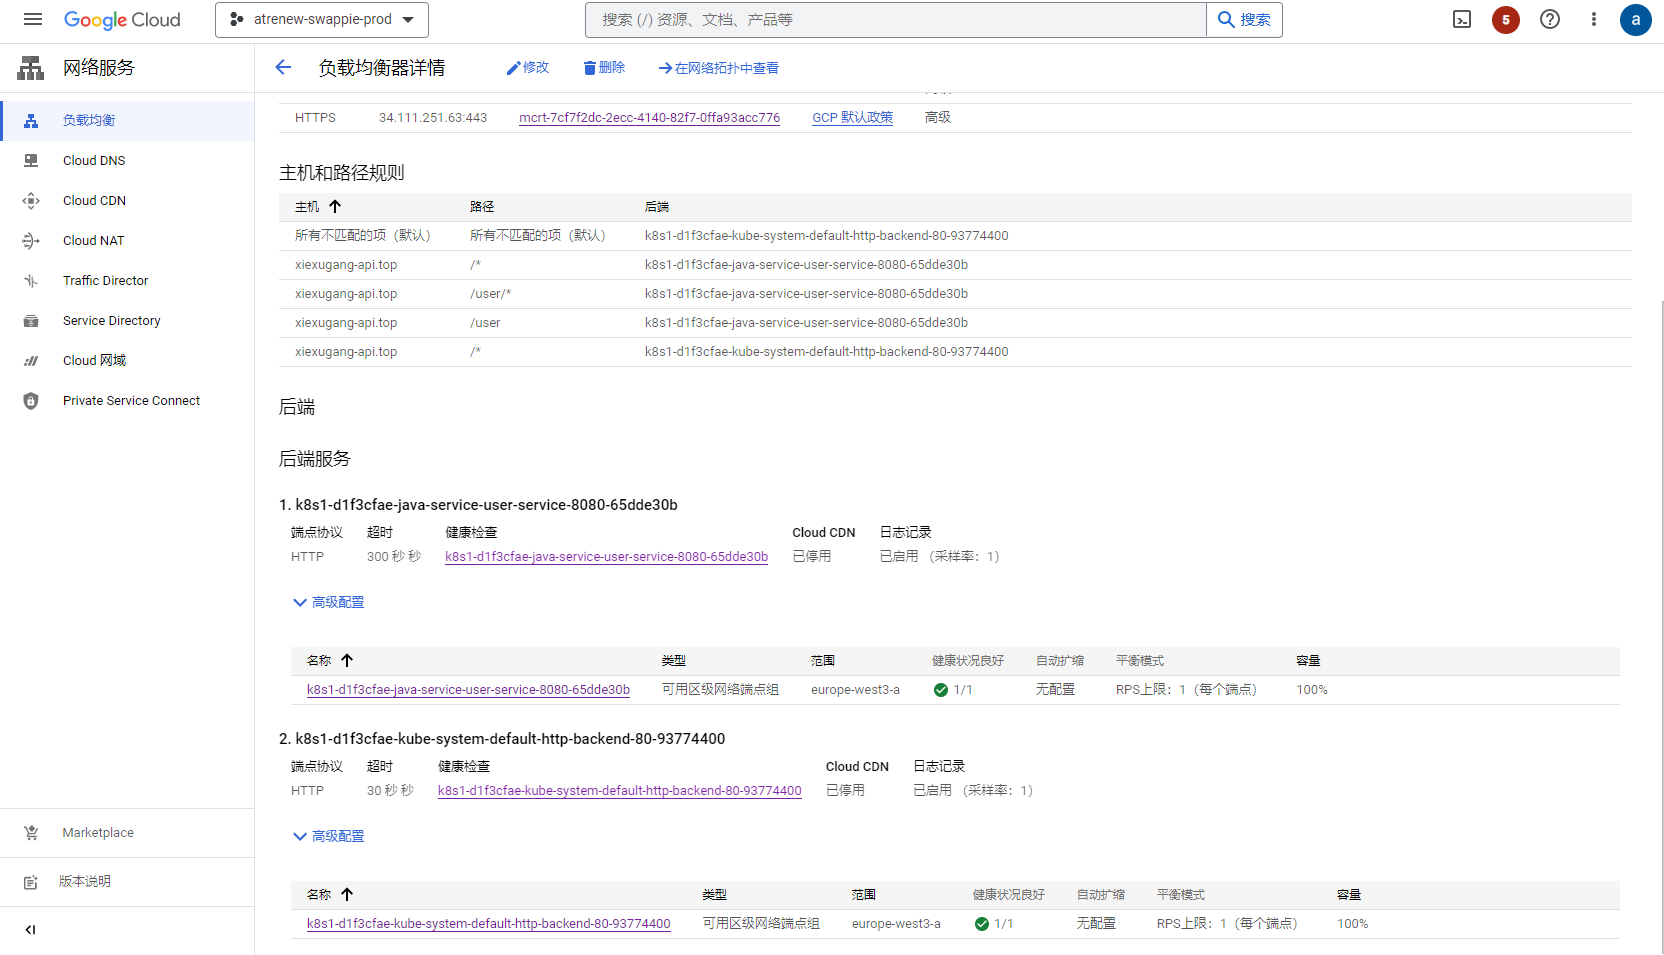 Google Cloud
atrenew-swappie-prod
搜索 (/) 资源、文档、产品等
搜索
5
a
网络服务
负载均衡器详情
修改
删除
在网络拓扑中查看
负载均衡
Cloud DNS
Cloud CDN
Cloud NAT
Traffic Director
Service Directory
Cloud 网域
Private Service Connect
Marketplace
版本说明
HTTPS 34.111.251.63:443 mcrt-7cf7f2dc-2ecc-4140-82f7-0ffa93acc776 GCP 默认政策 高级
主机和路径规则
主机 路径 后端
所有不匹配的项（默认） 所有不匹配的项（默认） k8s1-d1f3cfae-kube-system-default-http-backend-80-93774400
xiexugang-api.top /* k8s1-d1f3cfae-java-service-user-service-8080-65dde30b
xiexugang-api.top /user/* k8s1-d1f3cfae-java-service-user-service-8080-65dde30b
xiexugang-api.top /user k8s1-d1f3cfae-java-service-user-service-8080-65dde30b
xiexugang-api.top /* k8s1-d1f3cfae-kube-system-default-http-backend-80-93774400
后端
后端服务
1. k8s1-d1f3cfae-java-service-user-service-8080-65dde30b
端点协议 超时 健康检查 Cloud CDN 日志记录
HTTP 300 秒 秒 k8s1-d1f3cfae-java-service-user-service-8080-65dde30b 已停用 已启用 （采样率：1）
高级配置
名称 类型 范围 健康状况良好 自动扩缩 平衡模式 容量
k8s1-d1f3cfae-java-service-user-service-8080-65dde30b 可用区级网络端点组 europe-west3-a 1/1 无配置 RPS上限：1（每个端点） 100%
2. k8s1-d1f3cfae-kube-system-default-http-backend-80-93774400
端点协议 超时 健康检查 Cloud CDN 日志记录
HTTP 30 秒 秒 k8s1-d1f3cfae-kube-system-default-http-backend-80-93774400 已停用 已启用 （采样率：1）
高级配置
名称 类型 范围 健康状况良好 自动扩缩 平衡模式 容量
k8s1-d1f3cfae-kube-system-default-http-backend-80-93774400 可用区级网络端点组 europe-west3-a 1/1 无配置 RPS上限：1（每个端点） 100%